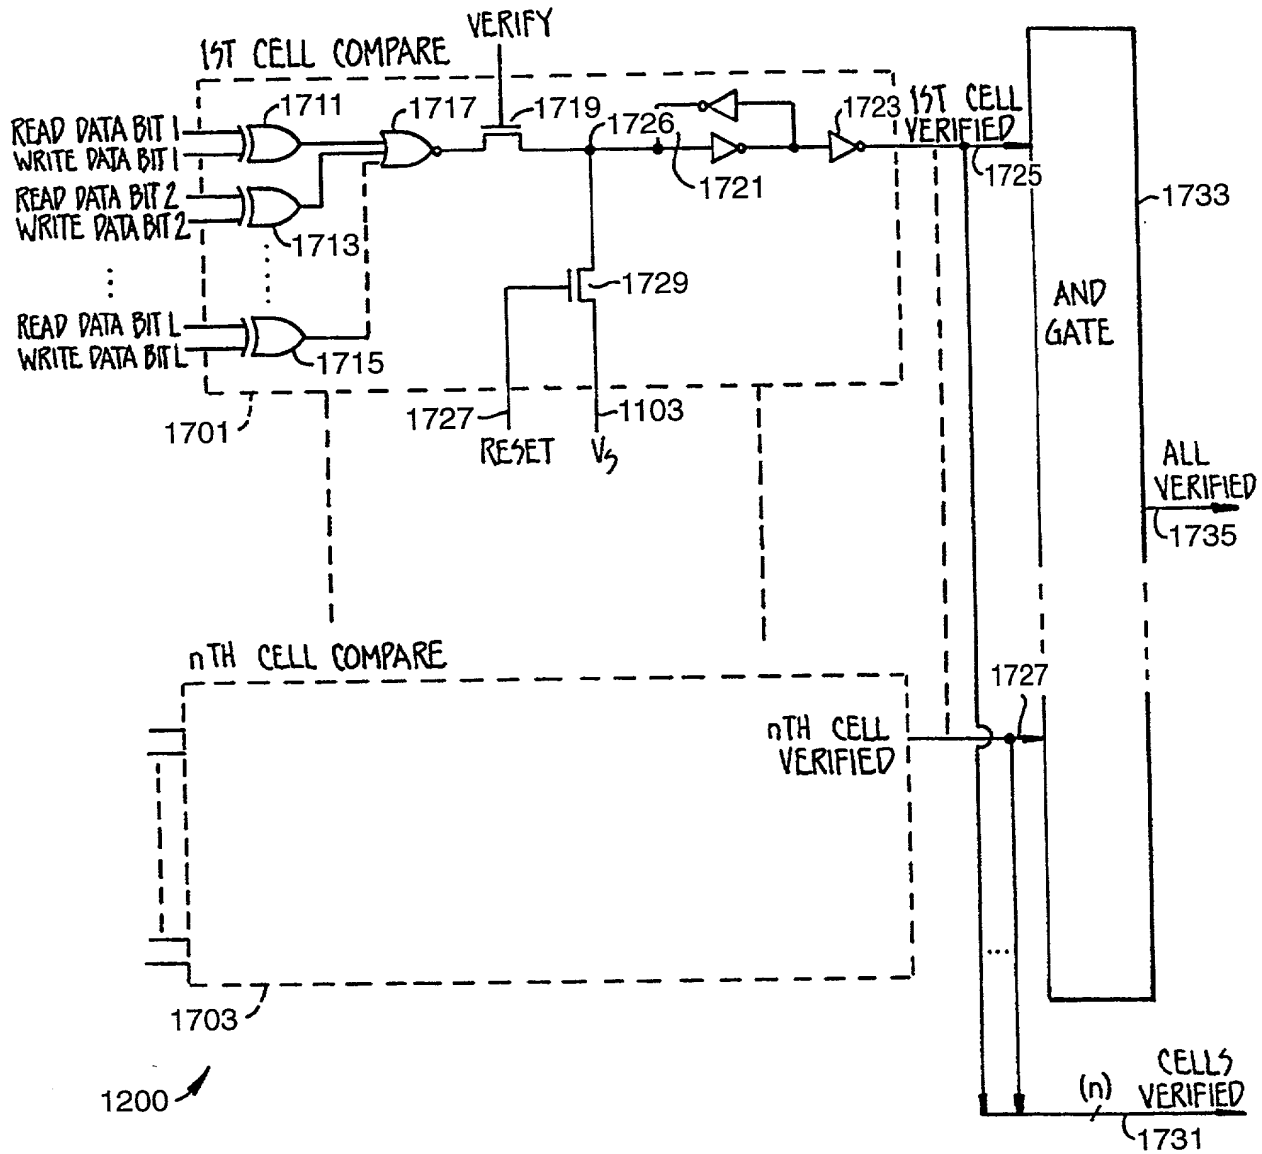 VERIFY
1ST CELL COMPARE
1711
1717
1719
1726
1723
1ST CELL
VERIFIED
READ DATA BIT 1
WRITE DATA BIT 1
1721
1725
READ DATA BIT 2
WRITE DATA BIT 2
1713
1733
1729
AND
GATE
READ DATA BIT L
WRITE DATA BIT L
1715
1701
1727
1103
RESET
VS
ALL
VERIFIED
1735
nTH CELL COMPARE
1727
nTH CELL
VERIFIED
...
1703
1200
(n)
CELLS
VERIFIED
1731